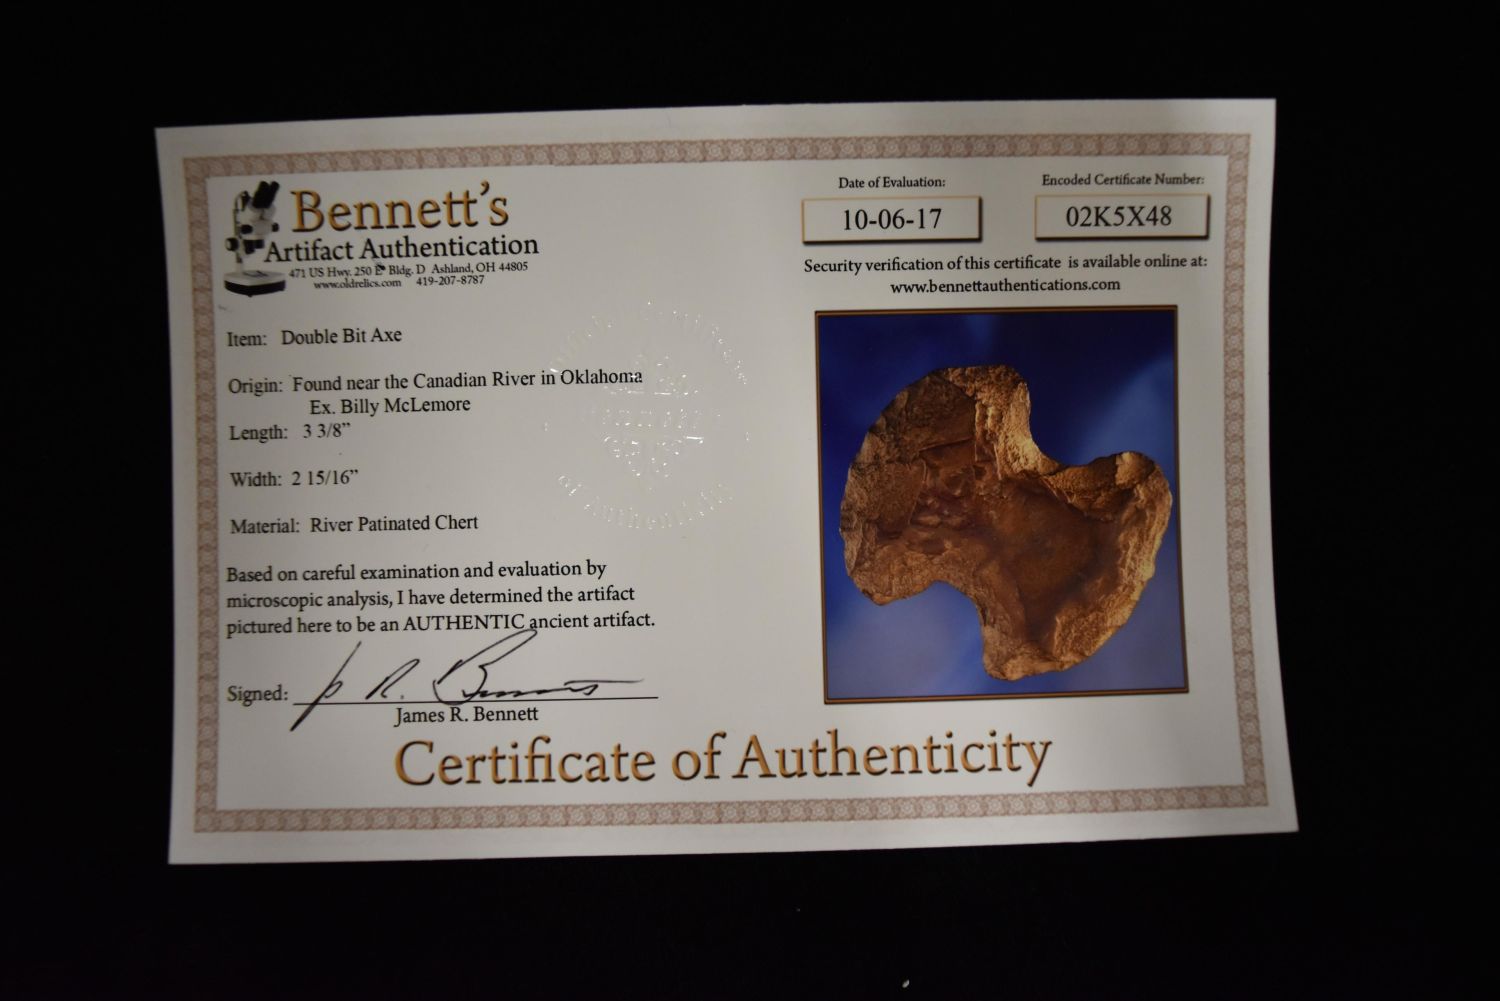 Bennett's
Artifact Authentication
471 US Hwy. 250 E Bldg. D Ashland, OH 44805
www.oldrelics.com 419-207-8787
Date of Evaluation:
10-06-17
Encoded Certificate Number:
02K5X48
Security verification of this certificate is available online at:
www.bennettauthentications.com
Item: Double Bit Axe
Origin: Found near the Canadian River in Oklahoma
Ex. Billy McLemore
Length: 3 3/8”
Width: 2 15/16”
Material: River Patinated Chert
Based on careful examination and evaluation by
microscopic analysis, I have determined the artifact
pictured here to be an AUTHENTIC ancient artifact.
Signed:
James R. Bennett
Certificate of Authenticity